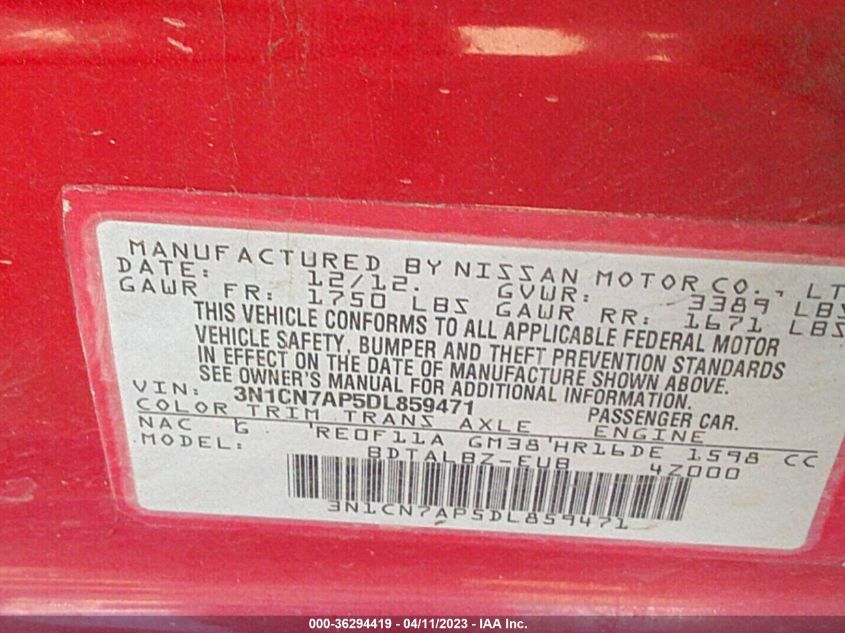 MANUFACTURED BY NISSAN MOTOR CO., LT
DATE: 12/12. GVWR: 3389 LBS
GAWR FR: 1750 LBS GAWR RR: 1671 LBS
THIS VEHICLE CONFORMS TO ALL APPLICABLE FEDERAL MOTOR
VEHICLE SAFETY, BUMPER AND THEFT PREVENTION STANDARDS
IN EFFECT ON THE DATE OF MANUFACTURE SHOWN ABOVE.
SEE OWNER'S MANUAL FOR ADDITIONAL INFORMATION.
VIN: 3N1CN7AP5DL859471 PASSENGER CAR.
COLOR TRIM TRANS AXLE ENGINE
NAC G 'RE0F11A GM38'HR16DE 1598 CC
MODEL: BDTALBZ-EUB 4Z000
3N1CN7AP5DL859471
000-36294419 - 04/11/2023 - IAA Inc.